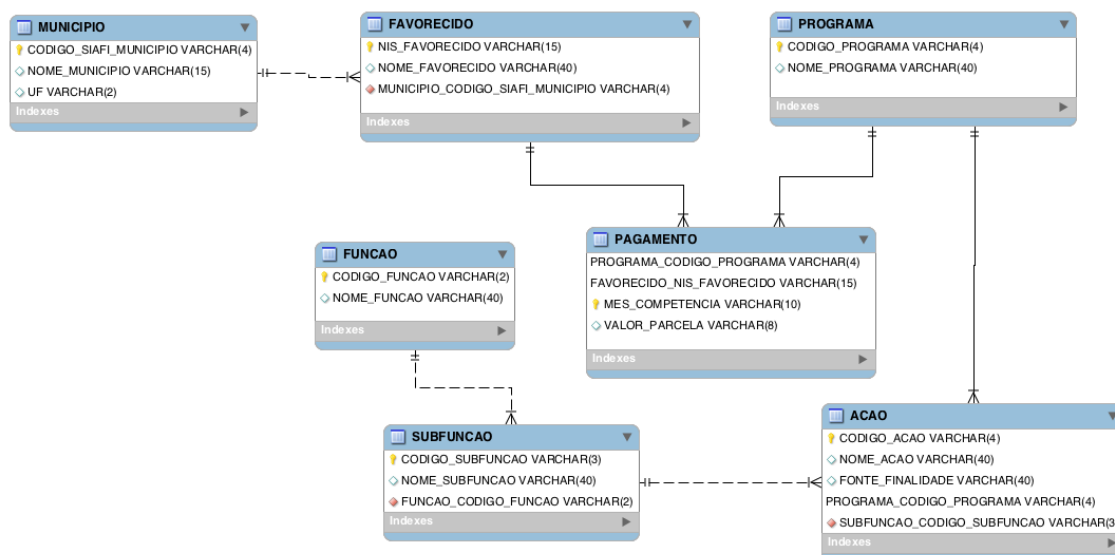 MUNICIPIO
CODIGO_SIAFI_MUNICIPIO VARCHAR(4)
NOME_MUNICIPIO VARCHAR(15)
UF VARCHAR(2)
Indexes
FAVORECIDO
NIS_FAVORECIDO VARCHAR(15)
NOME_FAVORECIDO VARCHAR(40)
MUNICIPIO_CODIGO_SIAFI_MUNICIPIO VARCHAR(4)
Indexes
PROGRAMA
CODIGO_PROGRAMA VARCHAR(4)
NOME_PROGRAMA VARCHAR(40)
Indexes
FUNCAO
CODIGO_FUNCAO VARCHAR(2)
NOME_FUNCAO VARCHAR(40)
Indexes
PAGAMENTO
PROGRAMA_CODIGO_PROGRAMA VARCHAR(4)
FAVORECIDO_NIS_FAVORECIDO VARCHAR(15)
MES_COMPETENCIA VARCHAR(10)
VALOR_PARCELA VARCHAR(8)
Indexes
SUBFUNCAO
CODIGO_SUBFUNCAO VARCHAR(3)
NOME_SUBFUNCAO VARCHAR(40)
FUNCAO_CODIGO_FUNCAO VARCHAR(2)
Indexes
ACAO
CODIGO_ACAO VARCHAR(4)
NOME_ACAO VARCHAR(40)
FONTE_FINALIDADE VARCHAR(40)
PROGRAMA_CODIGO_PROGRAMA VARCHAR(4)
SUBFUNCAO_CODIGO_SUBFUNCAO VARCHAR(3
Indexes